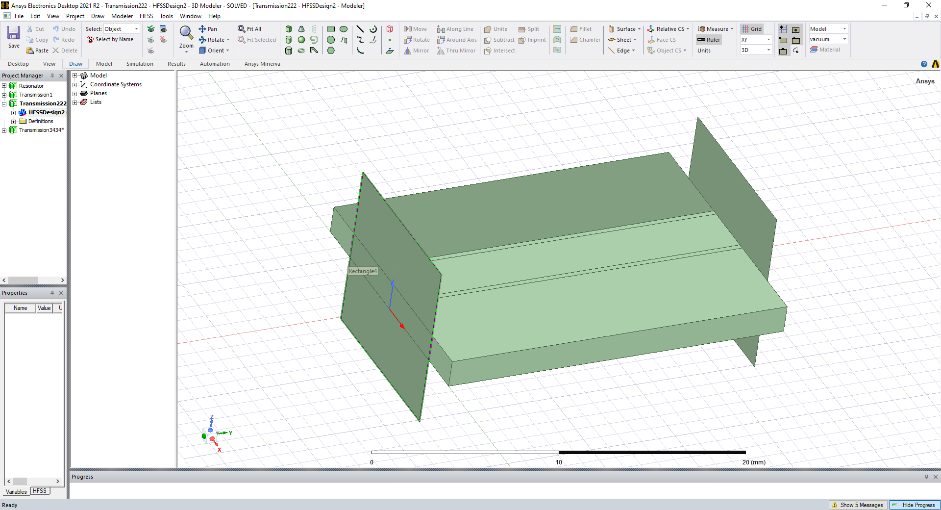 Ansys Electronics Desktop 2021 R2 - Transmission222 - HFSSDesign2 - 3D Modeler - SOLVED - [Transmission222 - HFSSDesign2 - Modeler]
File Edit View Project Draw Modeler HFSS Tools Window Help
Save
Cut Undo
Copy Redo
Paste Delete
Select: Object
Select by Name
Zoom
Pan
Rotate
Orient
Fit All
Fit Selected
Move Along Line Unite Split Fillet
Rotate Around Axis Subtract Imprint Chamfer
Mirror Thru Mirror Intersect
Surface
Sheet
Edge
Relative CS
Face CS
Object CS
Measure
Ruler
Units
Grid
XY
3D
Model
vacuum
Material
Desktop View Draw Model Simulation Results Automation Ansys Minerva
Project Manager
Resonator
Transmission1
Transmission222
HFSSDesign2
Definitions
Transmission3434*
Model
Coordinate Systems
Planes
Lists
Ansys
Rectangle4
Properties
Name Value U
Variables HFSS
Z
Y
X
0 10 20 (mm)
Progress
Ready
Show 5 Messages Hide Progress